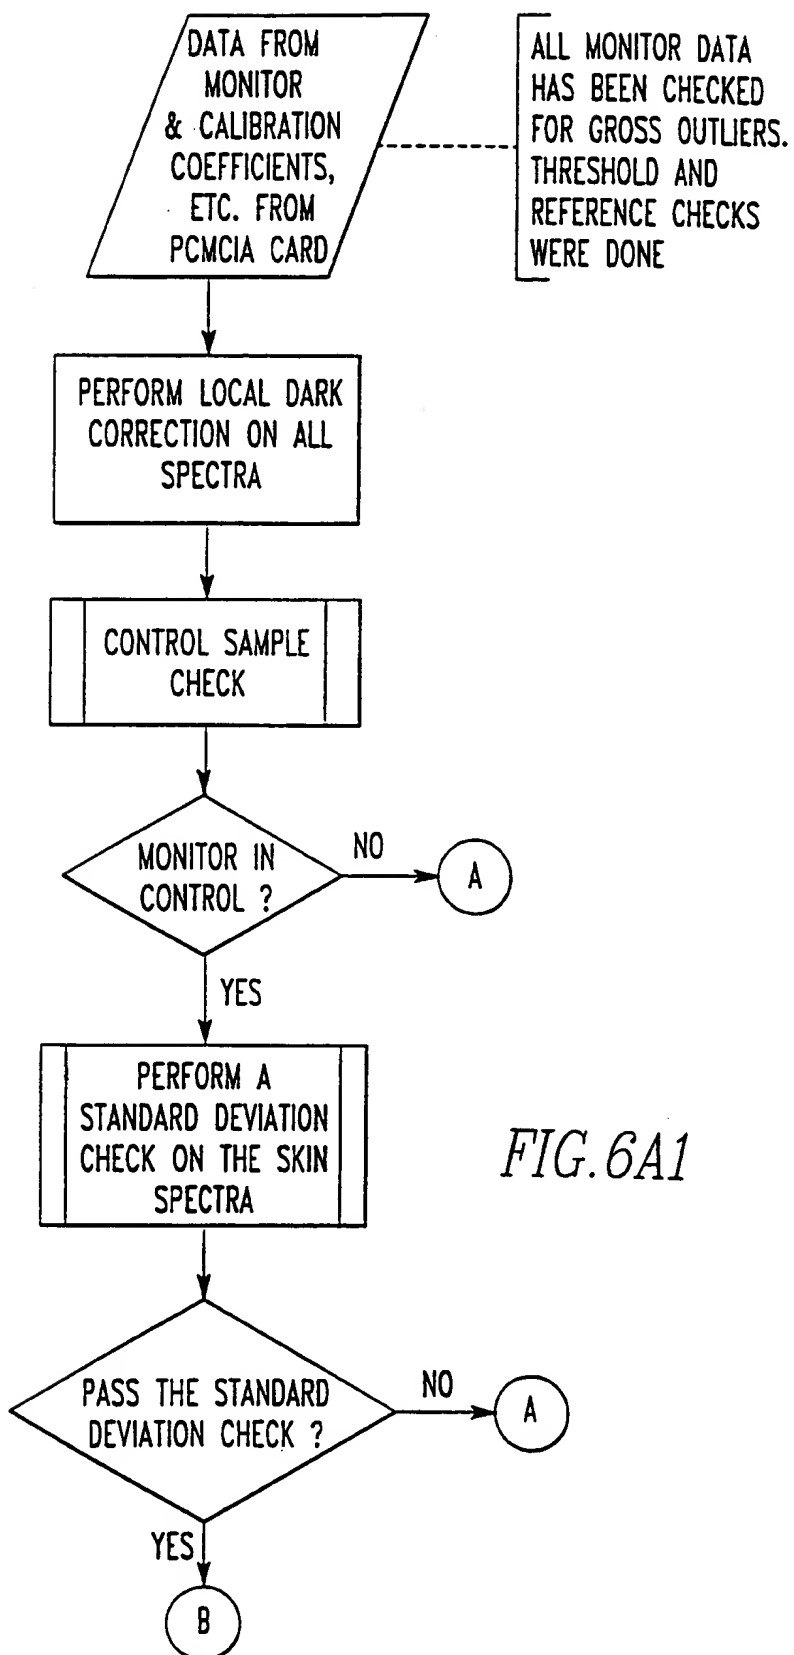 DATA FROM
MONITOR
& CALIBRATION
COEFFICIENTS,
ETC. FROM
PCMCIA CARD
ALL MONITOR DATA
HAS BEEN CHECKED
FOR GROSS OUTLIERS.
THRESHOLD AND
REFERENCE CHECKS
WERE DONE
PERFORM LOCAL DARK
CORRECTION ON ALL
SPECTRA
CONTROL SAMPLE
CHECK
MONITOR IN
CONTROL ?
NO
A
YES
PERFORM A
STANDARD DEVIATION
CHECK ON THE SKIN
SPECTRA
FIG.6A1
PASS THE STANDARD
DEVIATION CHECK ?
NO
A
YES
B